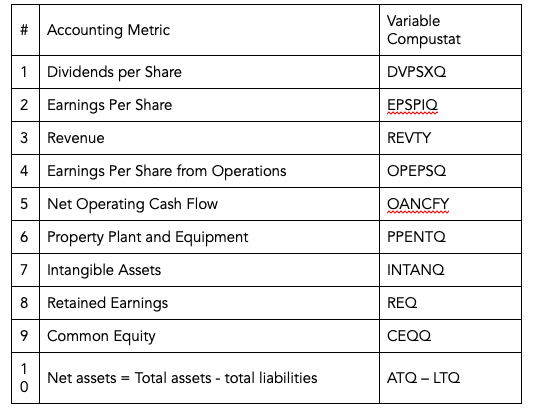 # Accounting Metric Variable
Compustat
1 Dividends per Share DVPSXQ
2 Earnings Per Share EPSPIQ
3 Revenue REVTY
4 Earnings Per Share from Operations OPEPSQ
5 Net Operating Cash Flow OANCFY
6 Property Plant and Equipment PPENTQ
7 Intangible Assets INTANQ
8 Retained Earnings REQ
9 Common Equity CEQQ
1
0 Net assets = Total assets - total liabilities ATQ – LTQ